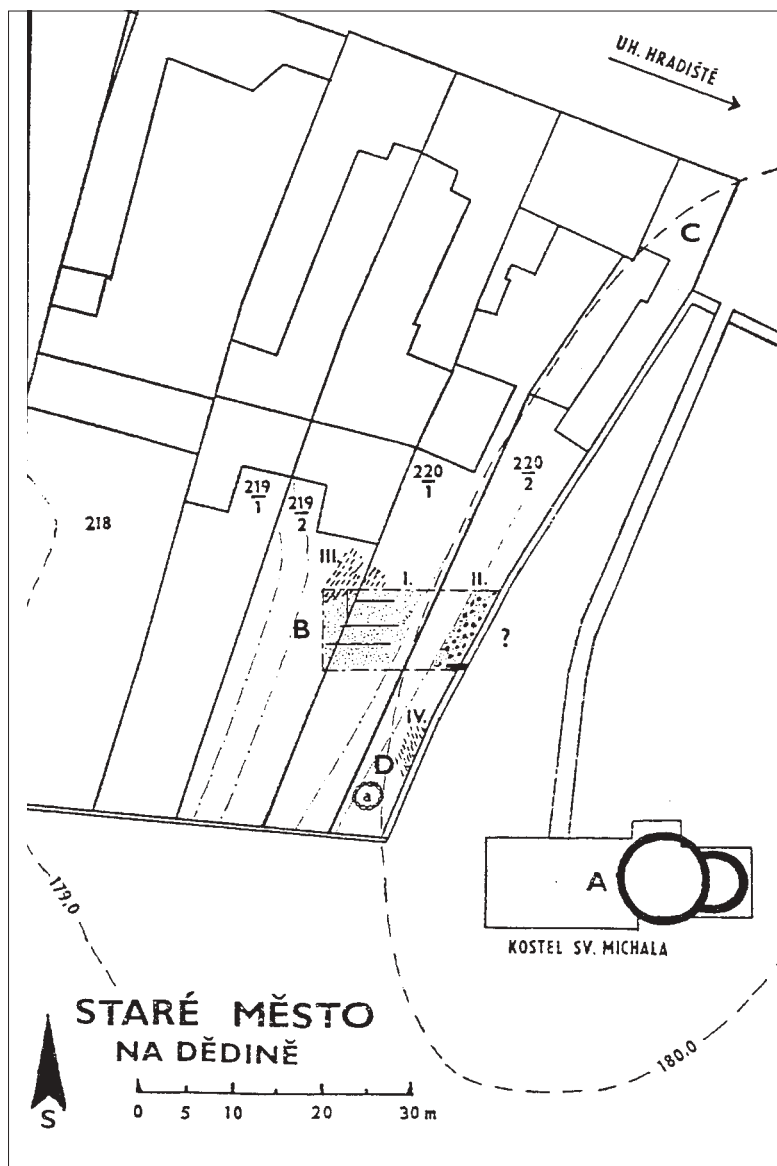 UH. HRADIŠTĚ
C
219/1
219/2
220/1
220/2
218
III.
I.
II.
B
?
IV.
D
a
A
KOSTEL SV. MICHALA
179,0
180,0
STARÉ MĚSTO
NA DĚDINĚ
S
0 5 10 20 30 m